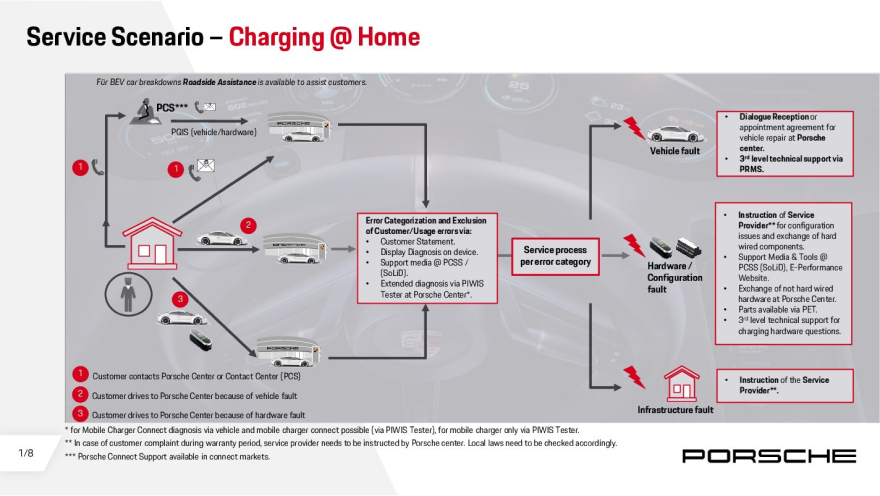 Service Scenario – Charging @ Home
Für BEV car breakdowns Roadside Assistance is available to assist customers.
PCS***
PQIS (vehicle/hardware)
PORSCHE
1
1
2
3
PORSCHE
PORSCHE
Error Categorization and Exclusion
of Customer/Usage errors via:
• Customer Statement.
• Display Diagnosis on device.
• Support media @ PCSS /
(SoLiD).
• Extended diagnosis via PIWIS
Tester at Porsche Center*.
Service process
per error category
Vehicle fault
• Dialogue Reception or
appointment agreement for
vehicle repair at Porsche
center.
• 3rd level technical support via
PRMS.
Hardware /
Configuration
fault
• Instruction of Service
Provider** for configuration
issues and exchange of hard
wired components.
• Support Media & Tools @
PCSS (SoLiD), E-Performance
Website.
• Exchange of not hard wired
hardware at Porsche Center.
• Parts available via PET.
• 3rd level technical support for
charging hardware questions.
Infrastructure fault
• Instruction of the Service
Provider**.
1 Customer contacts Porsche Center or Contact Center (PCS)
2 Customer drives to Porsche Center because of vehicle fault
3 Customer drives to Porsche Center because of hardware fault
* for Mobile Charger Connect diagnosis via vehicle and mobile charger connect possible (via PIWIS Tester), for mobile charger only via PIWIS Tester.
** In case of customer complaint during warranty period, service provider needs to be instructed by Porsche center. Local laws need to be checked accordingly.
*** Porsche Connect Support available in connect markets.
1/8
PORSCHE